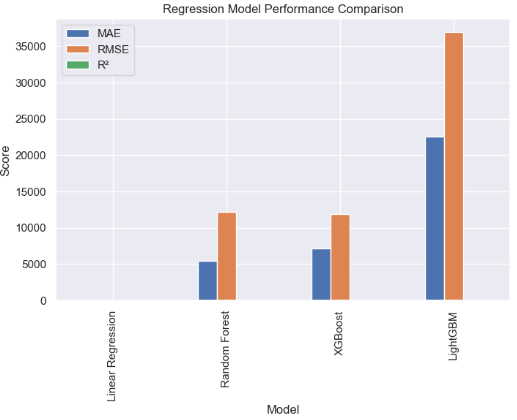 Regression Model Performance Comparison
MAE
RMSE
R²
35000
30000
25000
20000
15000
10000
5000
0
Score
Linear Regression
Random Forest
XGBoost
LightGBM
Model